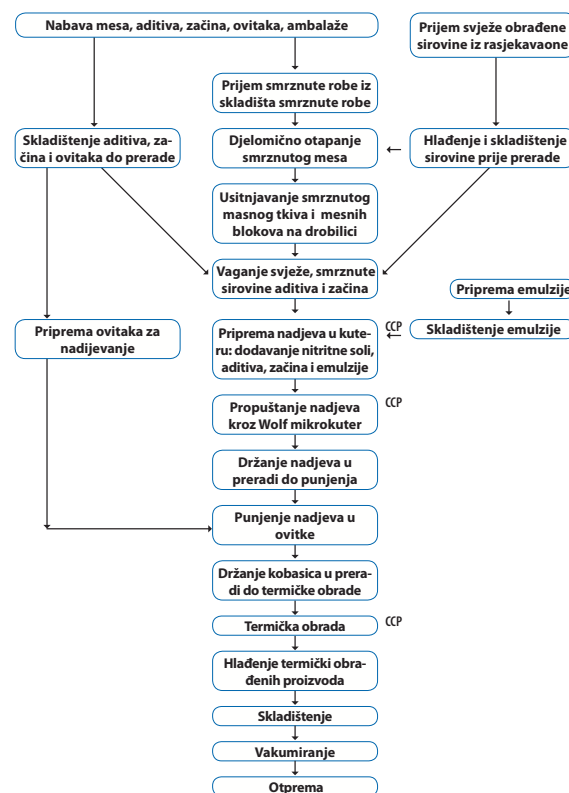 Nabava mesa, aditiva, začina, ovitaka, ambalaže
Prijem svježe obrađene
sirovine iz rasjekavaone
Prijem smrznute robe iz
skladišta smrznute robe
Skladištenje aditiva, za-
čina i ovitaka do prerade
Djelomično otapanje
smrznutog mesa
Hlađenje i skladištenje
sirovine prije prerade
Usitnjavanje smrznutog
masnog tkiva i mesnih
blokova na drobilici
Vaganje svježe, smrznute
sirovine aditiva i začina
Priprema emulzije
Skladištenje emulzije
Priprema ovitaka za
nadijevanje
Priprema nadjeva u kute-
ru: dodavanje nitritne soli,
aditiva, začina i emulzije
CCP
Propuštanje nadjeva
kroz Wolf mikrokuter
CCP
Držanje nadjeva u
preradi do punjenja
Punjenje nadjeva u
ovitke
Držanje kobasica u prera-
di do termičke obrade
Termička obrada
CCP
Hlađenje termički obra-
đenih proizvoda
Skladištenje
Vakumiranje
Otprema